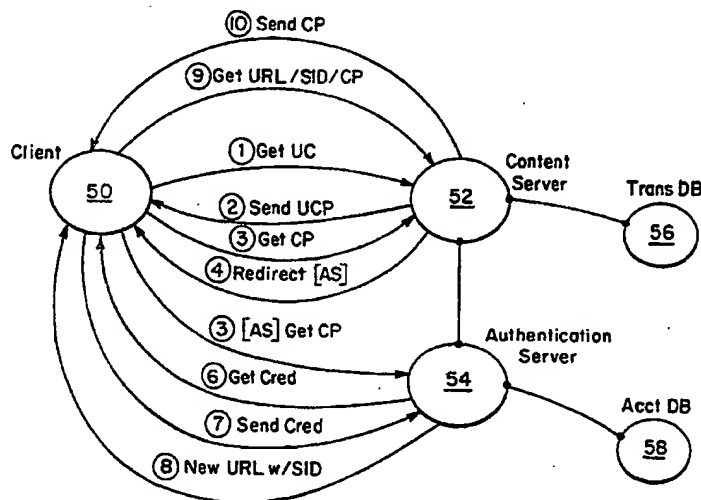 ⑩ Send CP
⑨ Get URL/SID/CP
Client
① Get UC
Content
Server
Trans DB
50
52
② Send UCP
56
③ Get CP
④ Redirect [AS]
③ [AS] Get CP
Authentication
Server
⑥ Get Cred
54
Acct DB
⑦ Send Cred
58
⑧ New URL w/SID